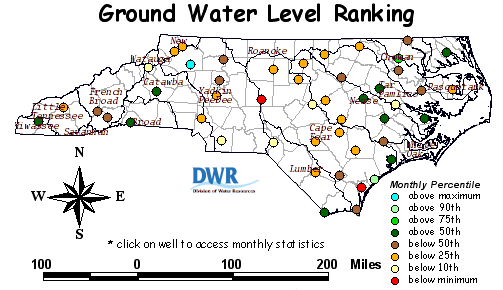 Ground Water Level Ranking
New
Roanoke
Watauga
Chowan
Catawba
Yadkin
Peebee
French
Broad
Tar
Pamlico
Pasquotank
Neuse
Little
Tennessee
Hiwassee
Savannah
Broad
Cape
Fear
White
Oak
Lumber
N
W E
S
DWR
Division of Water Resources
* click on well to access monthly statistics
100 0 100 200 Miles
Monthly Percentile
above maximum
above 90th
above 75th
above 50th
below 50th
below 25th
below 10th
below minimum